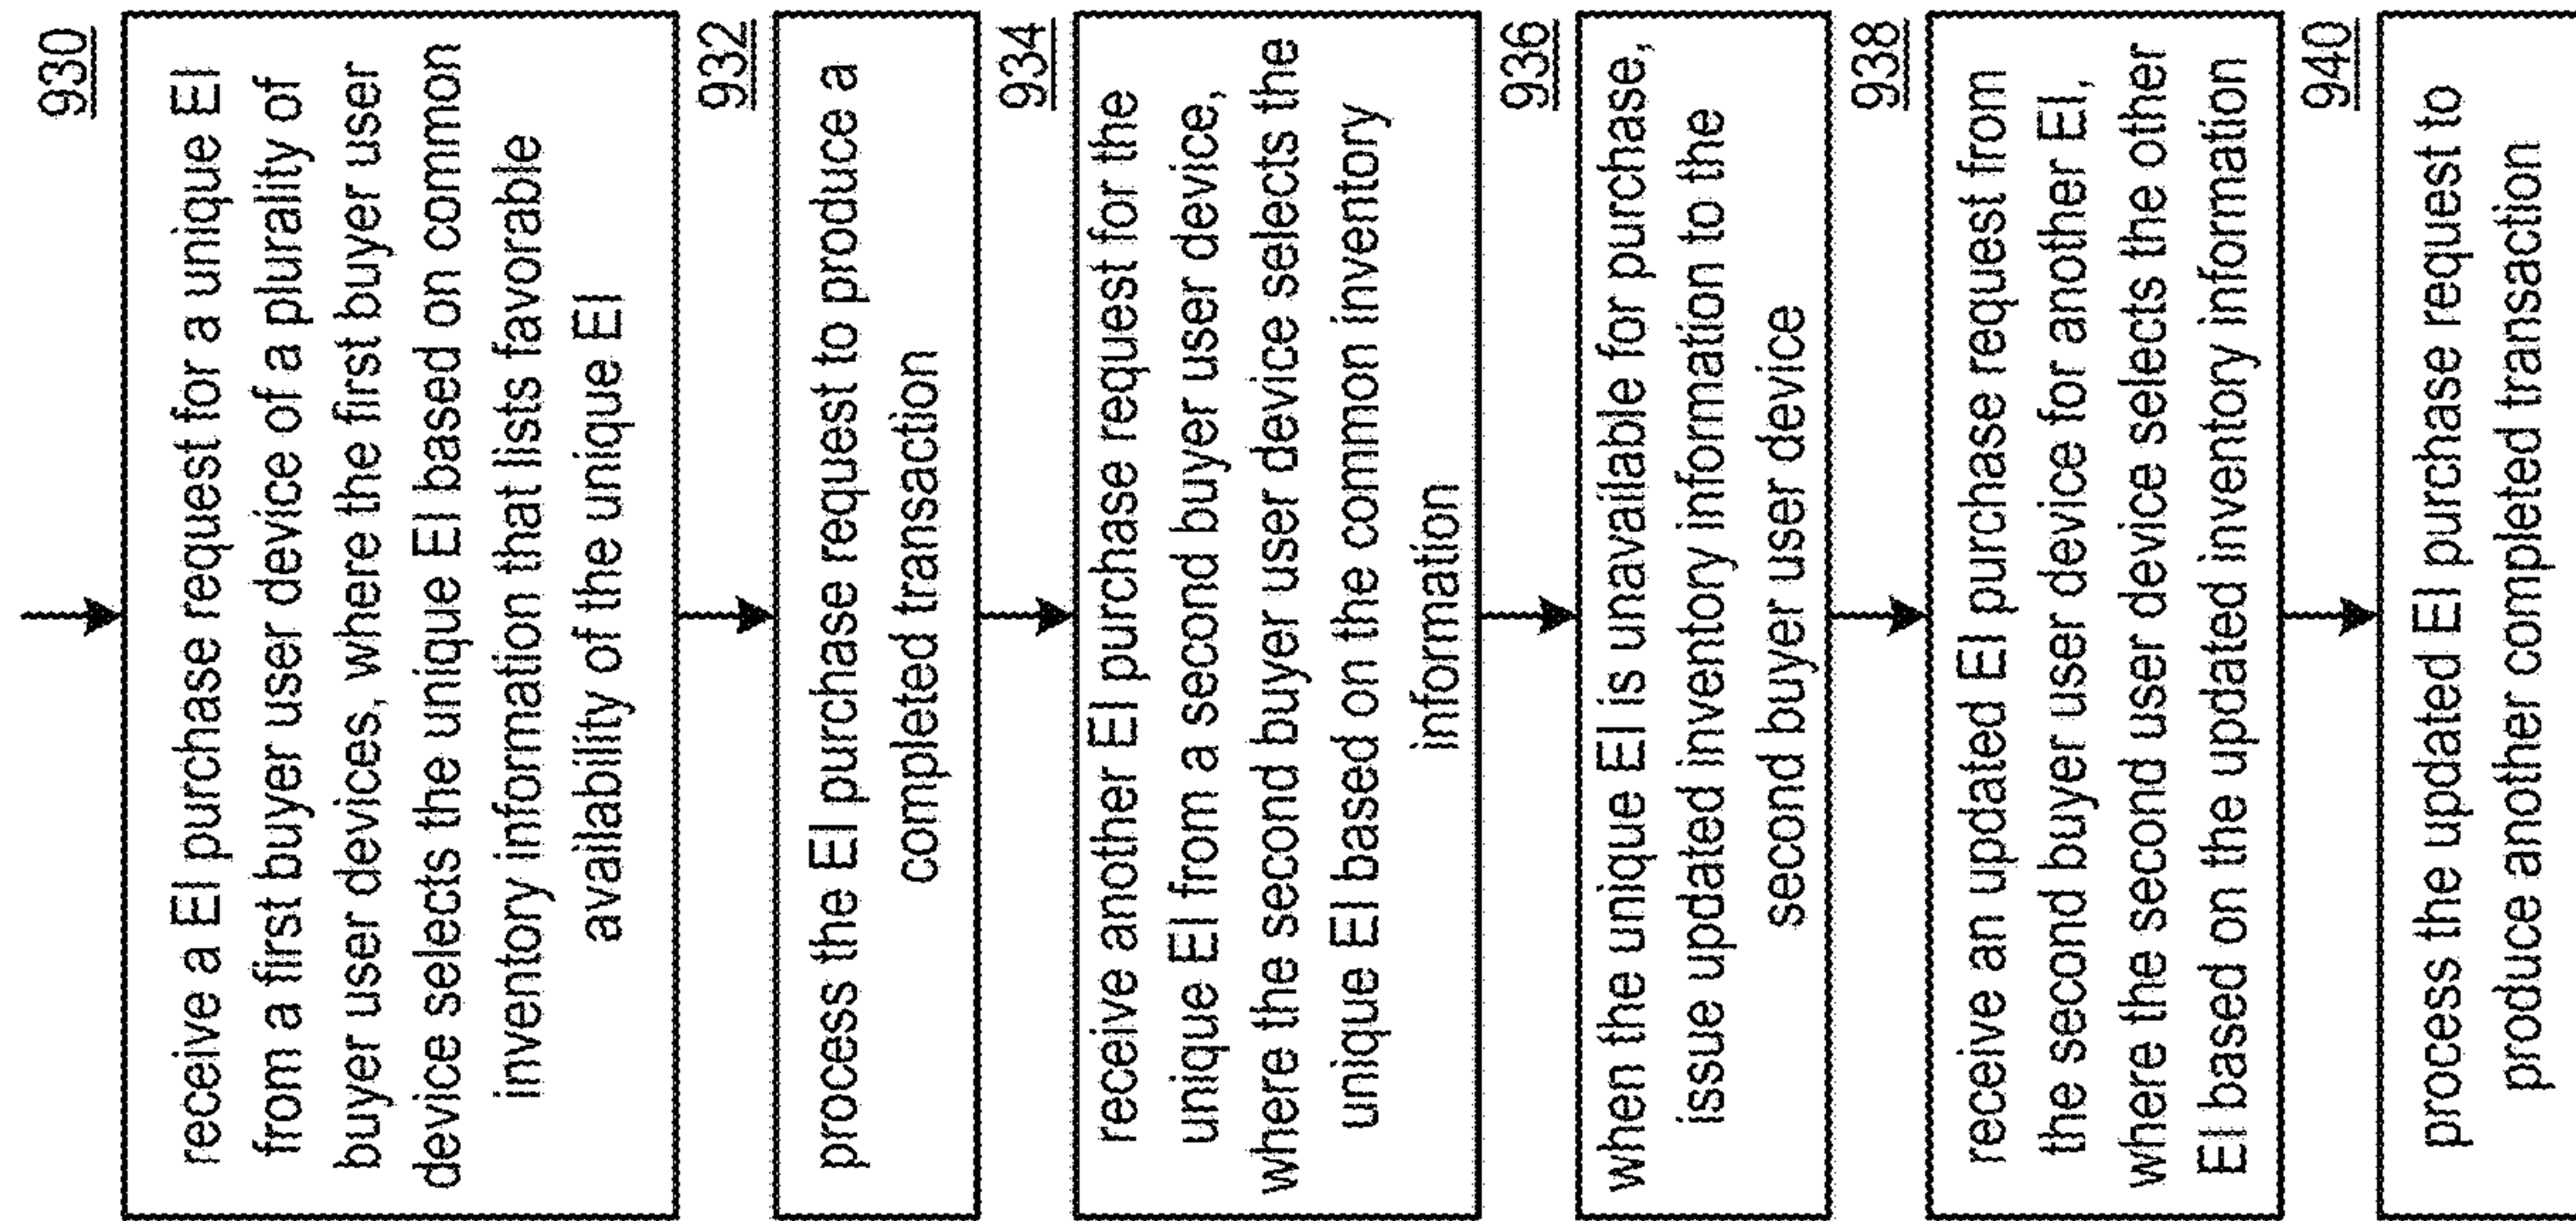 930
receive a EI purchase request for a unique EI
from a first buyer user device of a plurality of
buyer user devices, where the first buyer user
device selects the unique EI based on common
inventory information that lists favorable
availability of the unique EI
932
process the EI purchase request to produce a
completed transaction
934
receive another EI purchase request for the
unique EI from a second buyer user device,
where the second buyer user device selects the
unique EI based on the common inventory
information
936
when the unique EI is unavailable for purchase,
issue updated inventory information to the
second buyer user device
938
receive an updated EI purchase request from
the second buyer user device for another EI,
where the second user device selects the other
EI based on the updated inventory information
940
process the updated EI purchase request to
produce another completed transaction